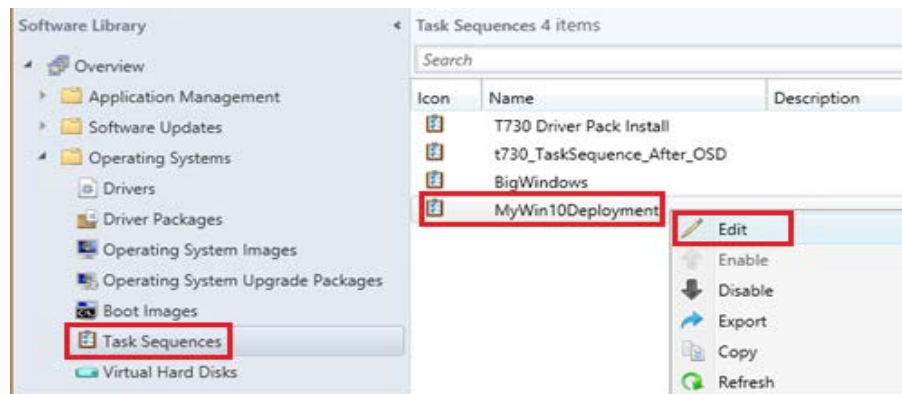 Software Library
Overview
Application Management
Software Updates
Operating Systems
Drivers
Driver Packages
Operating System Images
Operating System Upgrade Packages
Boot Images
Task Sequences
Virtual Hard Disks
Task Sequences 4 items
Search
Icon Name Description
T730 Driver Pack Install
t730_TaskSequence_After_OSD
BigWindows
MyWin10Deployment
Edit
Enable
Disable
Export
Copy
Refresh